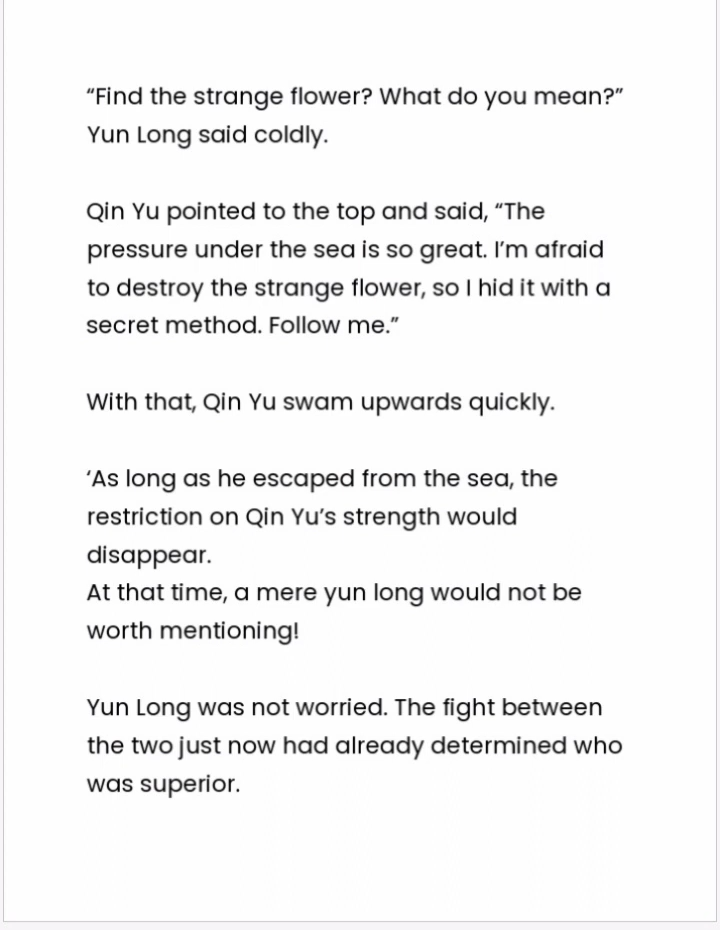 “Find the strange flower? What do you mean?”
Yun Long said coldly.
Qin Yu pointed to the top and said, “The
pressure under the sea is so great. I’m afraid
to destroy the strange flower, so I hid it with a
secret method. Follow me.”
With that, Qin Yu swam upwards quickly.
‘As long as he escaped from the sea, the
restriction on Qin Yu’s strength would
disappear.
At that time, a mere yun long would not be
worth mentioning!
Yun Long was not worried. The fight between
the two just now had already determined who
was superior.